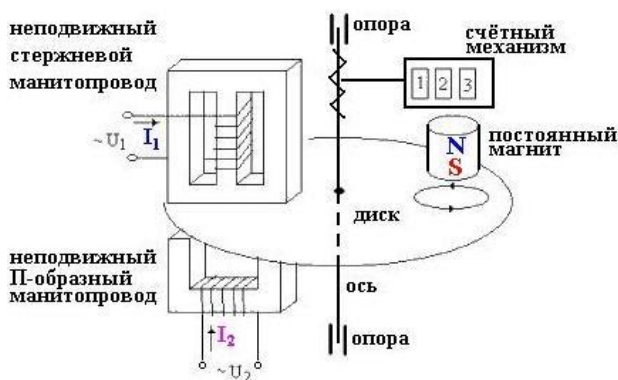 неподвижный
стержневой
манитопровод
опора
счётный
механизм
1 2 3
постоянный
магнит
N
S
I₁
~U₁
диск
неподвижный
П-образный
манитопровод
ось
I₂
~U₂
опора